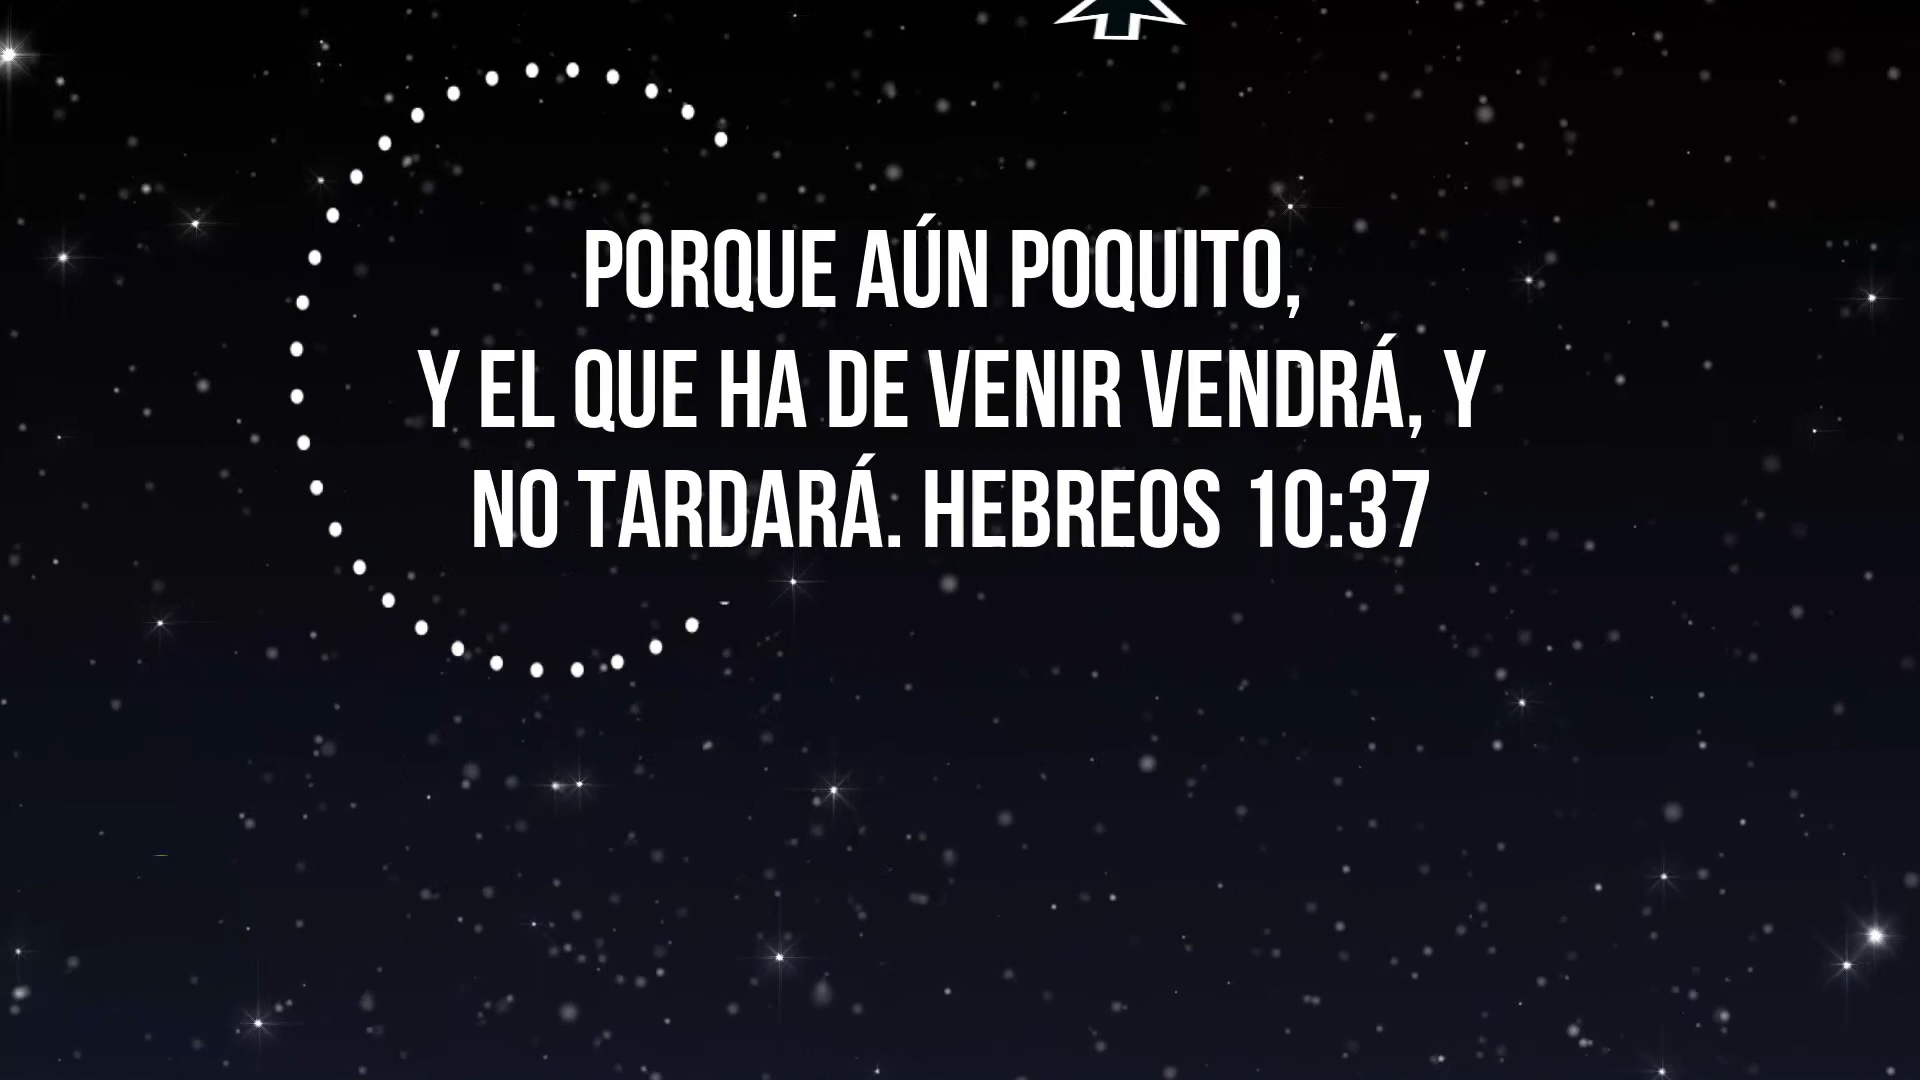 PORQUE AÚN POQUITO,
Y EL QUE HA DE VENIR VENDRÁ, Y
NO TARDARÁ. HEBREOS 10:37